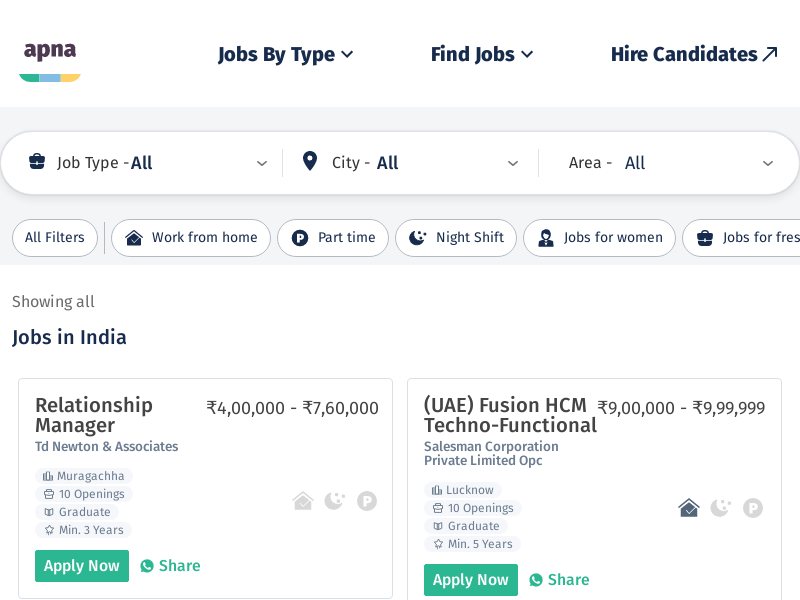 apna
Jobs By Type
Find Jobs
Hire Candidates
Job Type - All
City - All
Area - All
All Filters
Work from home
Part time
Night Shift
Jobs for women
Jobs for fres
Showing all
Jobs in India
Relationship
Manager
₹4,00,000 - ₹7,60,000
Td Newton & Associates
Muragachha
10 Openings
Graduate
Min. 3 Years
Apply Now
Share
(UAE) Fusion HCM
Techno-Functional
₹9,00,000 - ₹9,99,999
Salesman Corporation
Private Limited Opc
Lucknow
10 Openings
Graduate
Min. 5 Years
Apply Now
Share